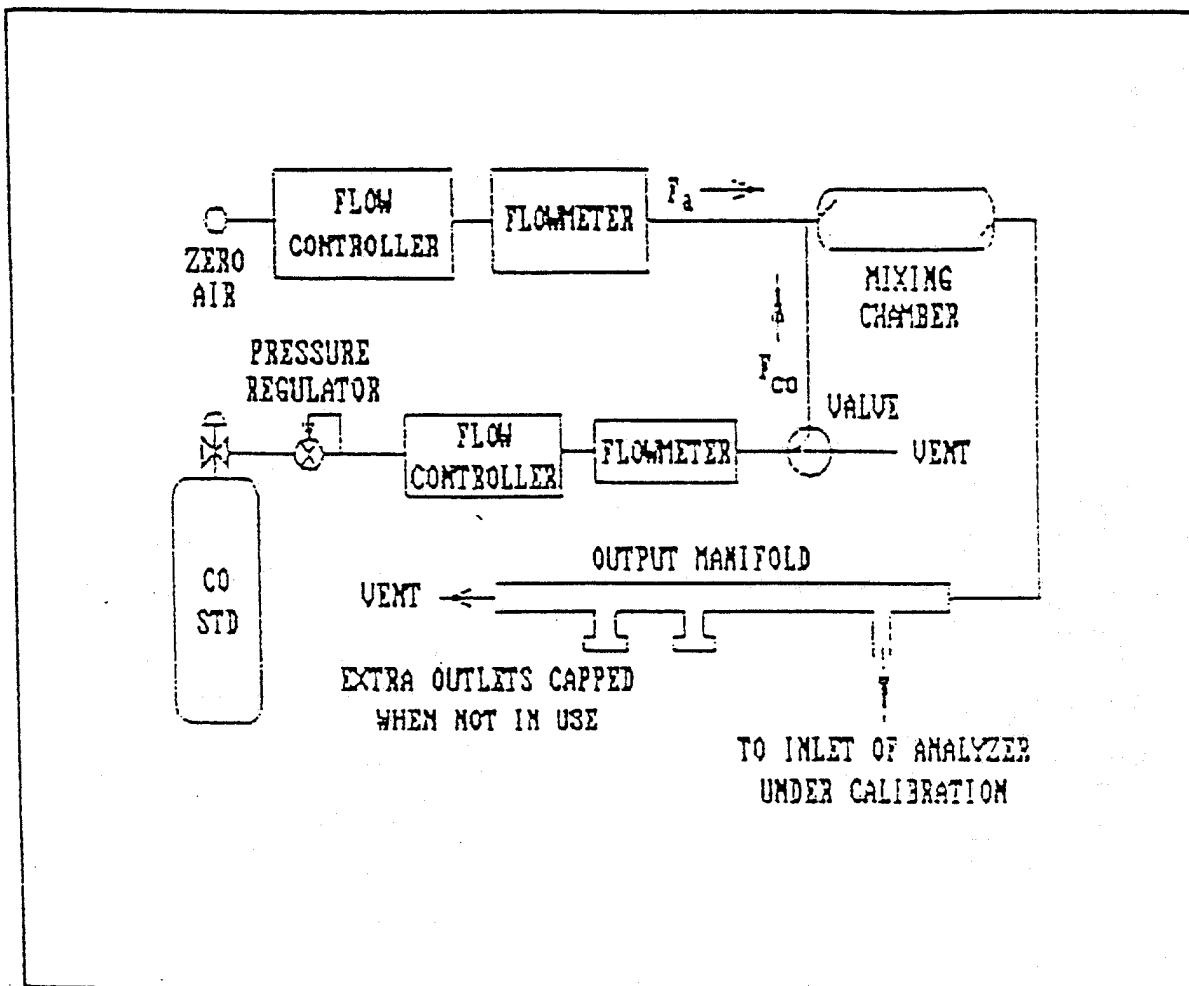 FLOW
CONTROLLER
FLOWMETER
Fa
ZERO
AIR
MIXING
CHAMBER
PRESSURE
REGULATOR
FCO
VALVE
FLOW
CONTROLLER
FLOWMETER
VENT
CO
STD
OUTPUT MANIFOLD
VENT
EXTRA OUTLETS CAPPED
WHEN NOT IN USE
TO INLET OF ANALYZER
UNDER CALIBRATION